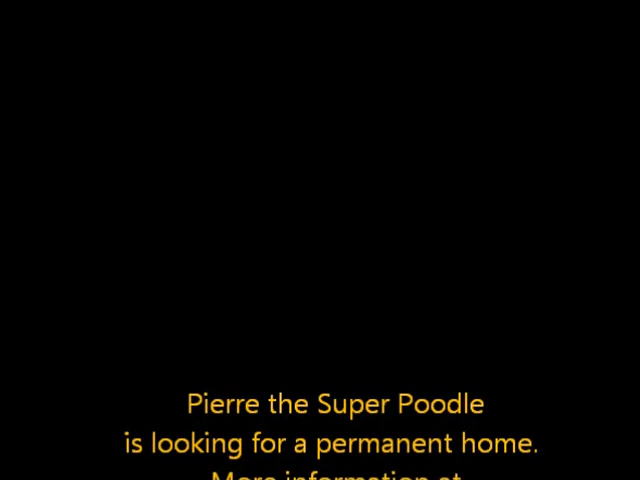 Pierre the Super Poodle
is looking for a permanent home.
More information at